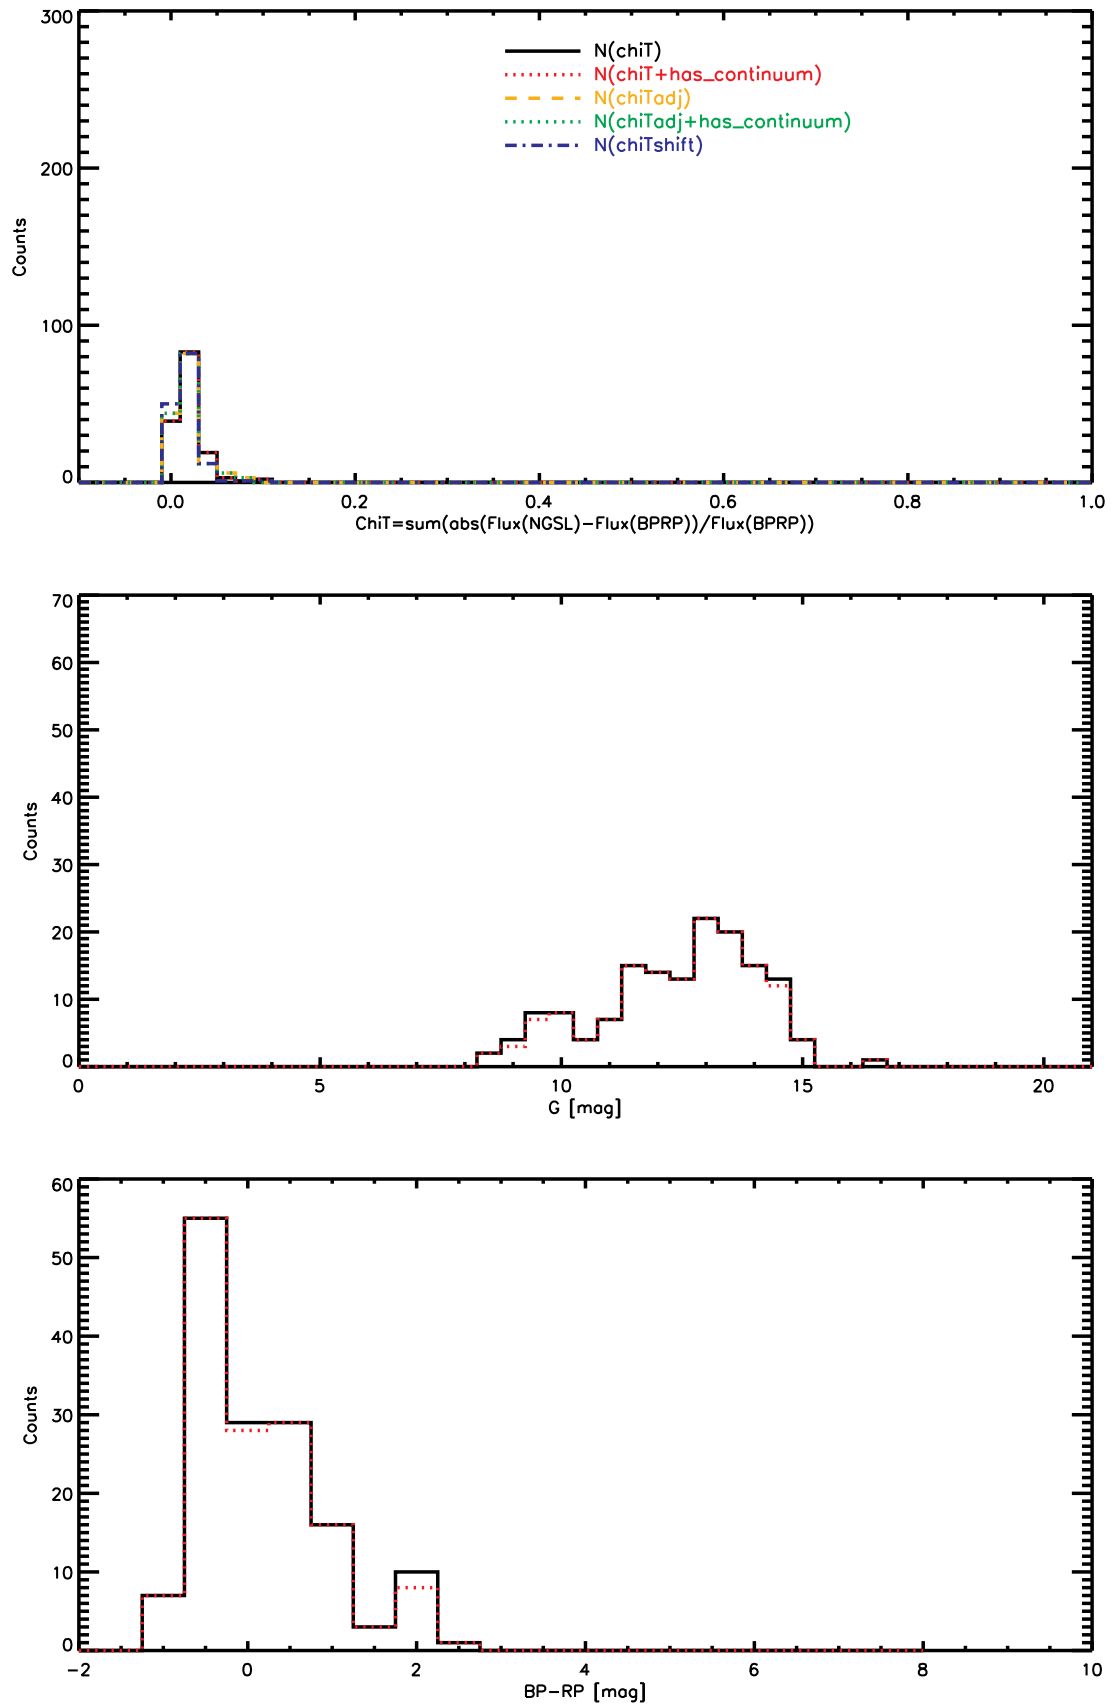 300
200
100
0
Counts
N(chiT)
N(chiT+has_continuum)
N(chiTadj)
N(chiTadj+has_continuum)
N(chiTshift)
0.0 0.2 0.4 0.6 0.8 1.0
ChiT=sum(abs(Flux(NGSL)-Flux(BPRP))/Flux(BPRP))
70
60
50
40
30
20
10
0
Counts
0 5 10 15 20
G [mag]
60
50
40
30
20
10
0
Counts
-2 0 2 4 6 8 10
BP-RP [mag]